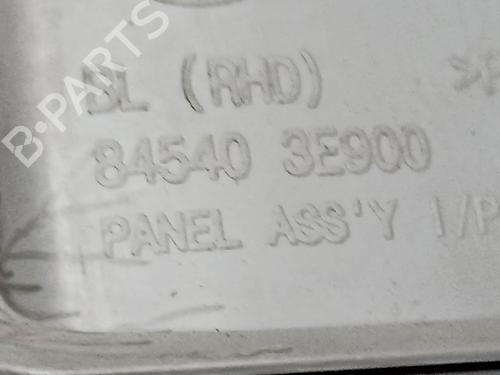 BL (RHD)
84540 3E900
PANEL ASS'Y I/P
B-PARTS